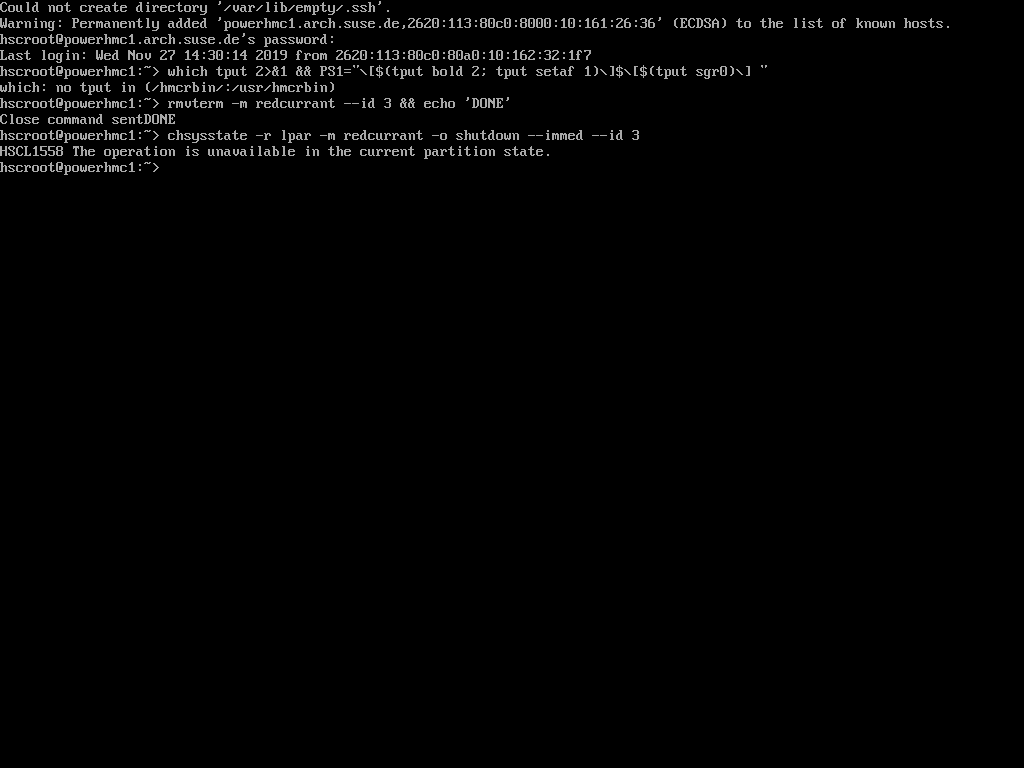 Could not create directory '/var/lib/empty/.ssh'.
Warning: Permanently added 'powerhmc1.arch.suse.de,2620:113:80c0:8000:10:161:26:36' (ECDSA) to the list of known hosts.
hscroot@powerhmc1.arch.suse.de's password:
Last login: Wed Nov 27 14:30:14 2019 from 2620:113:80c0:80a0:10:162:32:1f7
hscroot@powerhmc1:~> which tput 2>&1 && PS1="\[$(tput bold 2; tput setaf 1)\]$\[$(tput sgr0)\] "
which: no tput in (/hmcrbin/:/usr/hmcrbin)
hscroot@powerhmc1:~> rmvterm -m redcurrant --id 3 && echo 'DONE'
Close command sentDONE
hscroot@powerhmc1:~> chsysstate -r lpar -m redcurrant -o shutdown --immed --id 3
HSCL1558 The operation is unavailable in the current partition state.
hscroot@powerhmc1:~>